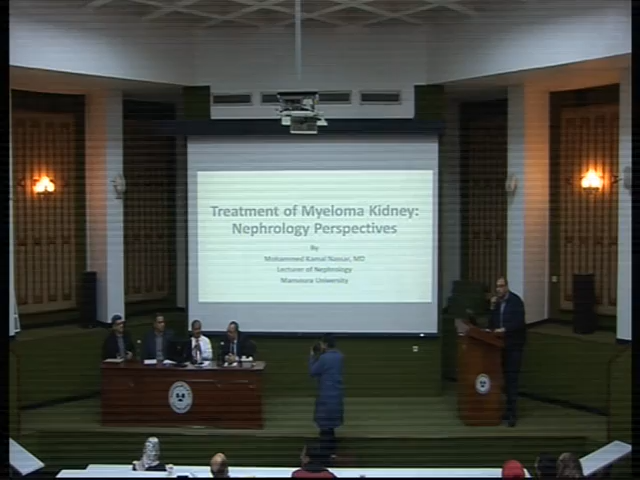 Treatment of Myeloma Kidney:
Nephrology Perspectives
By
Mohammed Kamal Nassar, MD
Lecturer of Nephrology
Mansoura University